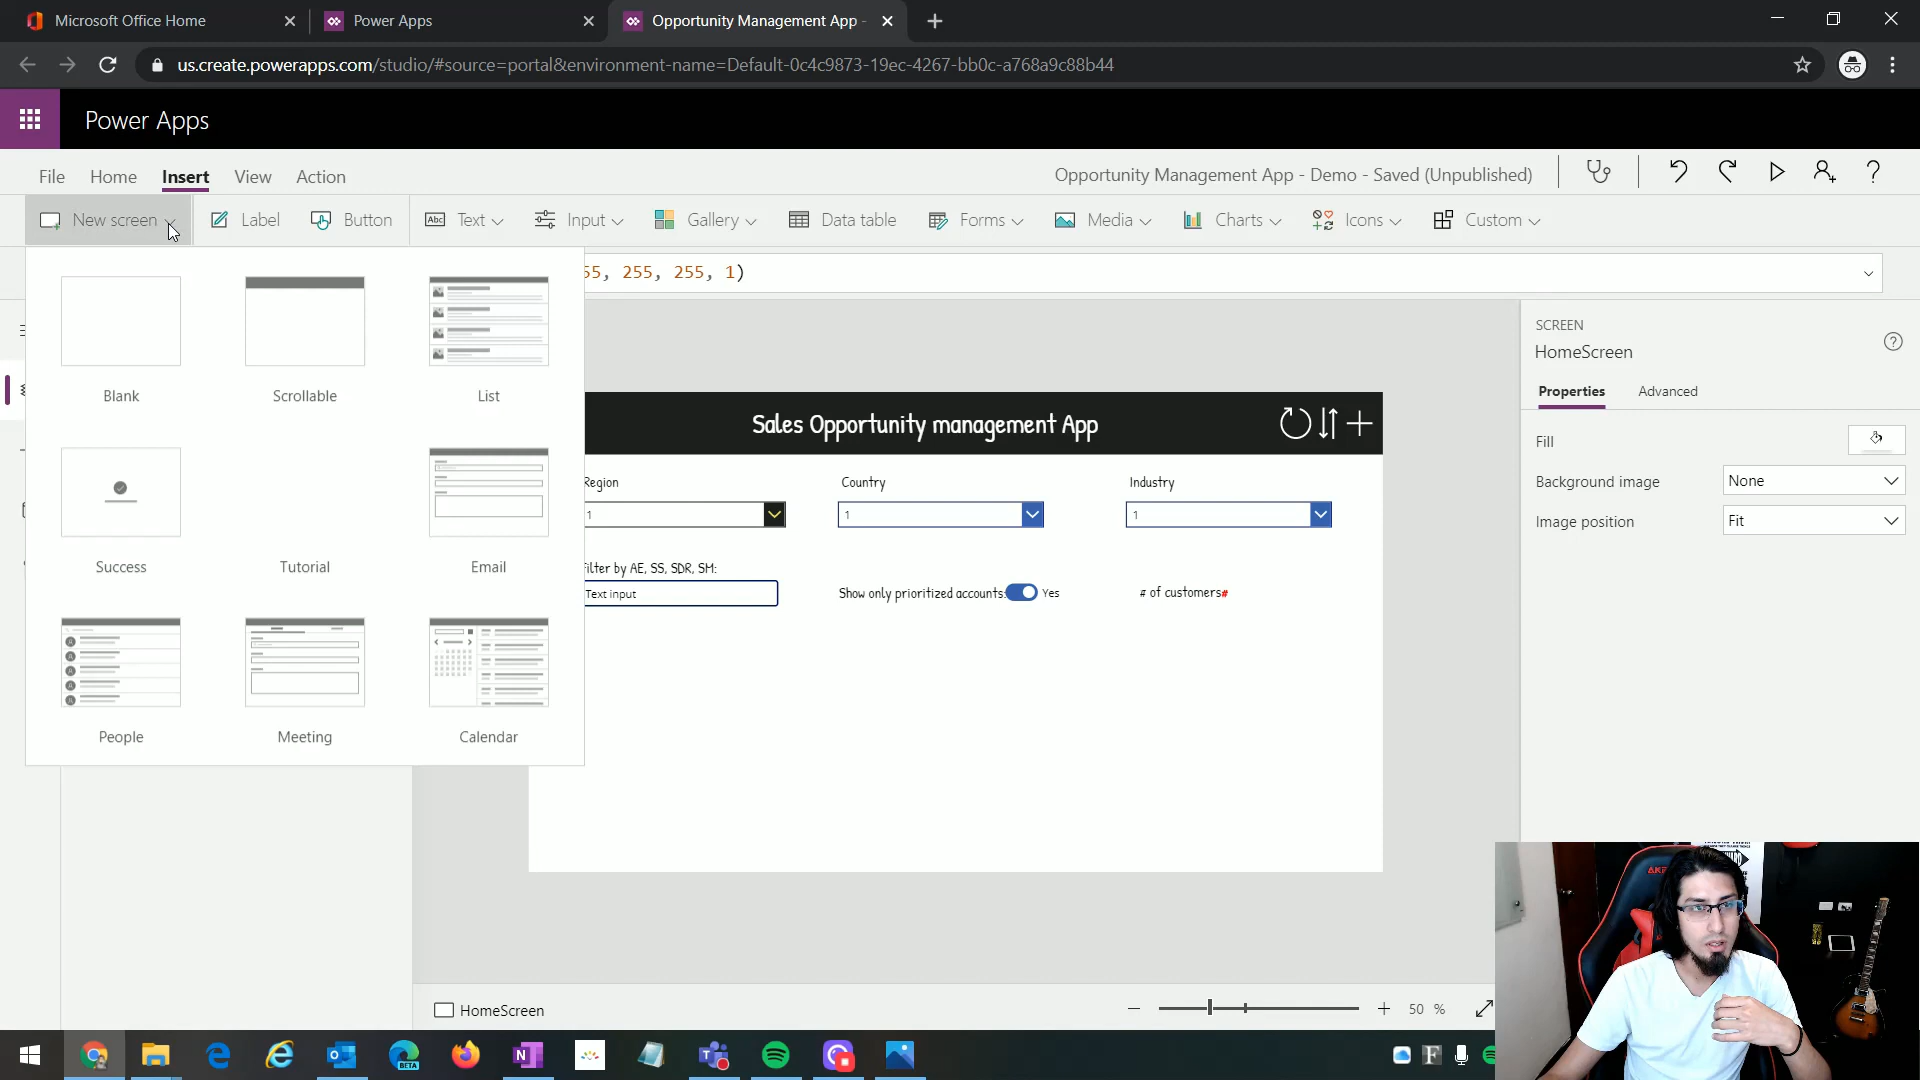 Microsoft Office Home
Power Apps
Opportunity Management App -
us.create.powerapps.com/studio/#source=portal&environment-name=Default-0c4c9873-19ec-4267-bb0c-a768a9c88b44
Power Apps
File
Home
Insert
View
Action
Opportunity Management App - Demo - Saved (Unpublished)
New screen
Label
Button
Abc
Text
Input
Gallery
Data table
Forms
Media
Charts
Icons
Custom
55, 255, 255, 1)
Blank
Scrollable
List
Success
Tutorial
Email
People
Meeting
Calendar
Sales Opportunity management App
Region
Country
Industry
1
1
1
Filter by AE, SS, SDR, SM:
Text input
Show only prioritized accounts:
Yes
# of customers#
SCREEN
HomeScreen
Properties
Advanced
Fill
Background image
None
Image position
Fit
HomeScreen
50 %
BETA